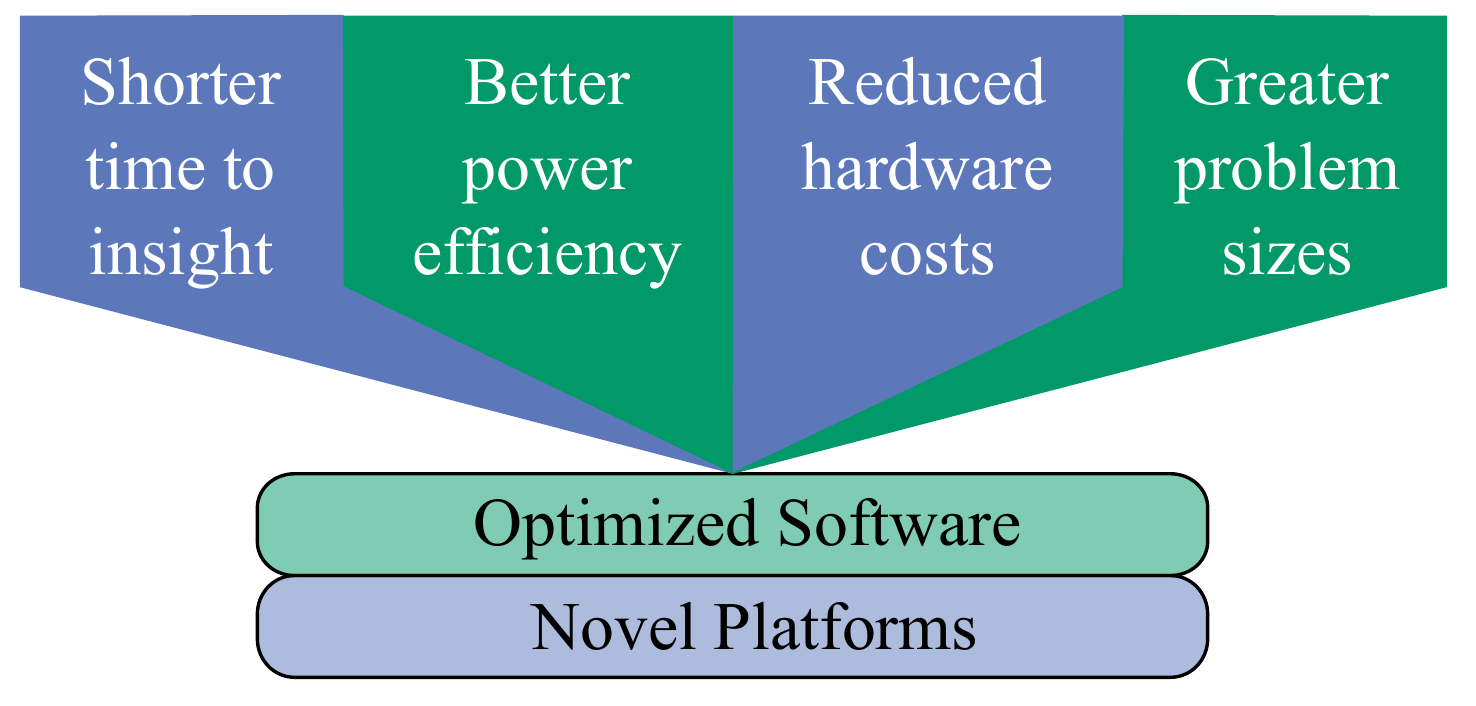 Shorter
time to
insight
Better
power
efficiency
Reduced
hardware
costs
Greater
problem
sizes
Optimized Software
Novel Platforms